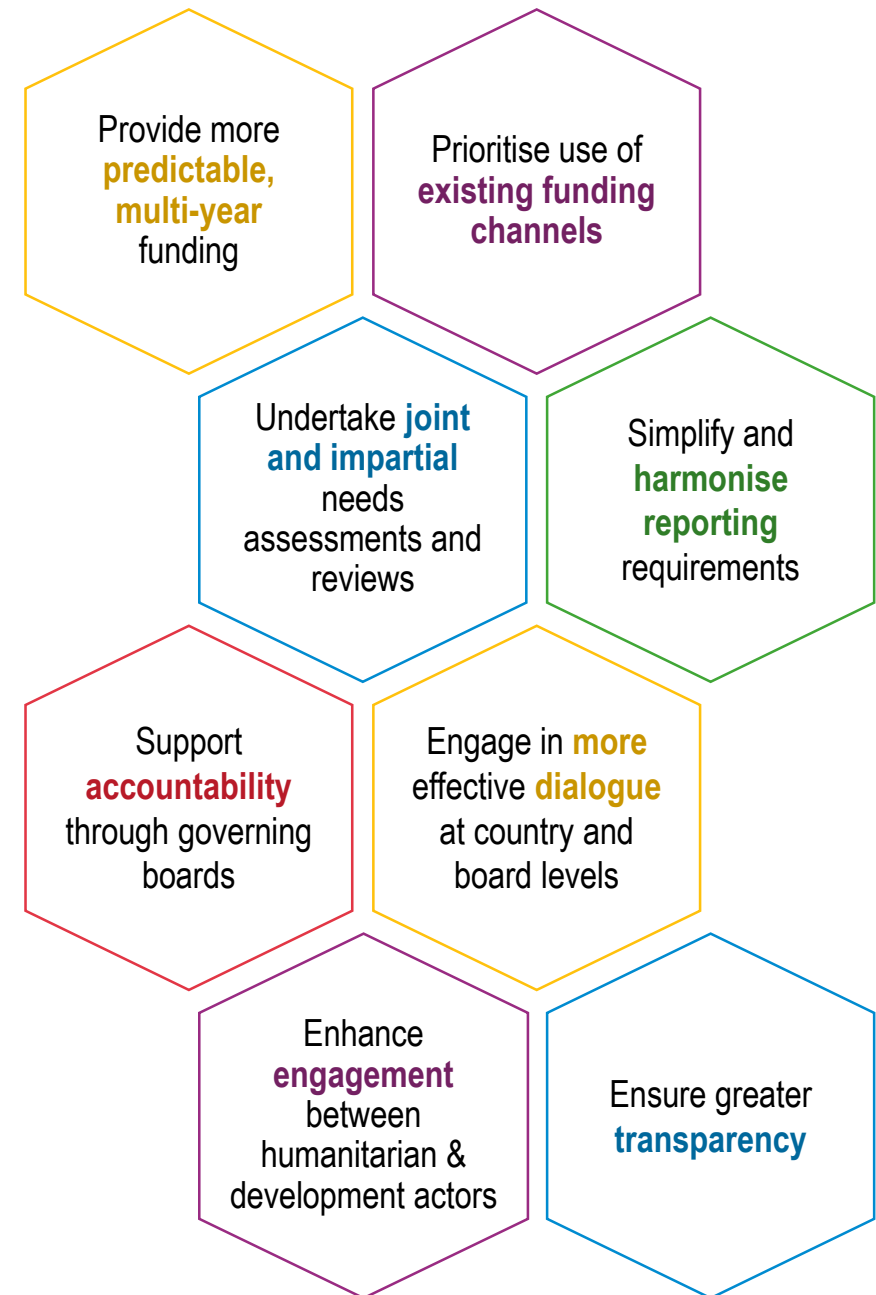 Provide more
predictable,
multi-year
funding
Prioritise use of
existing funding
channels
Undertake joint
and impartial
needs
assessments and
reviews
Simplify and
harmonise
reporting
requirements
Support
accountability
through governing
boards
Engage in more
effective dialogue
at country and
board levels
Enhance
engagement
between
humanitarian &
development actors
Ensure greater
transparency